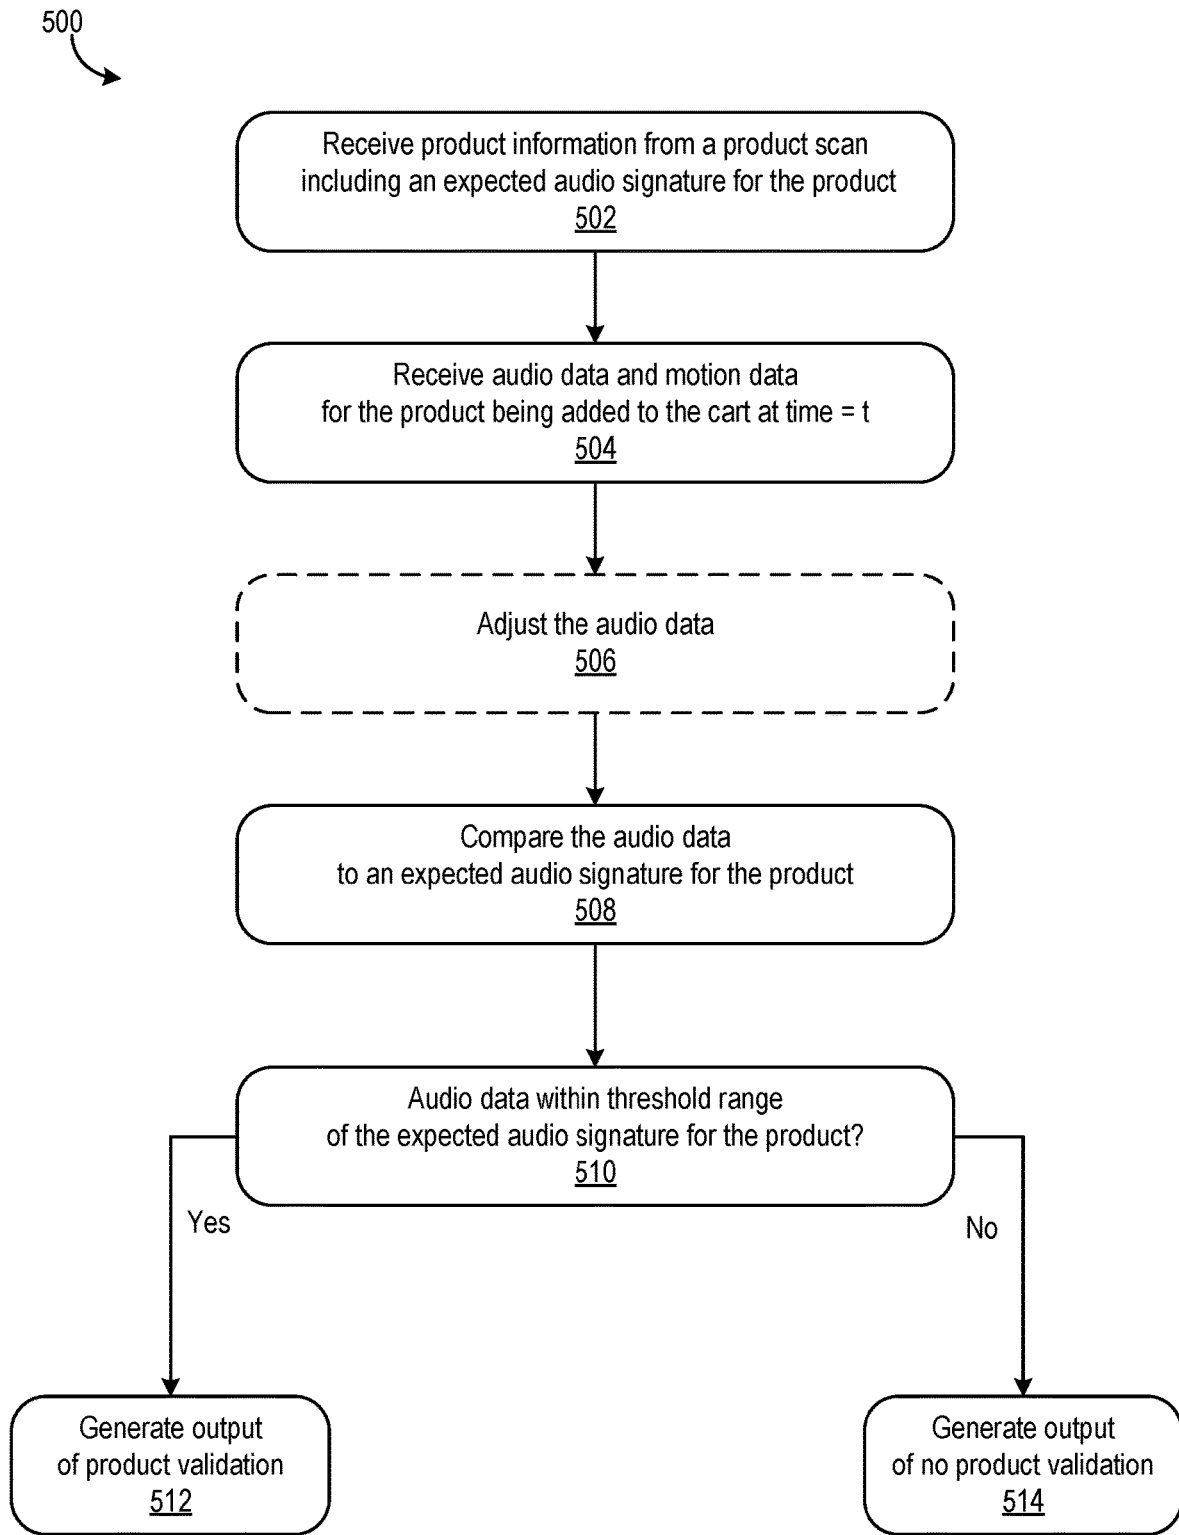 500
Receive product information from a product scan
including an expected audio signature for the product
502
Receive audio data and motion data
for the product being added to the cart at time = t
504
Adjust the audio data
506
Compare the audio data
to an expected audio signature for the product
508
Audio data within threshold range
of the expected audio signature for the product?
510
Yes
No
Generate output
of product validation
512
Generate output
of no product validation
514